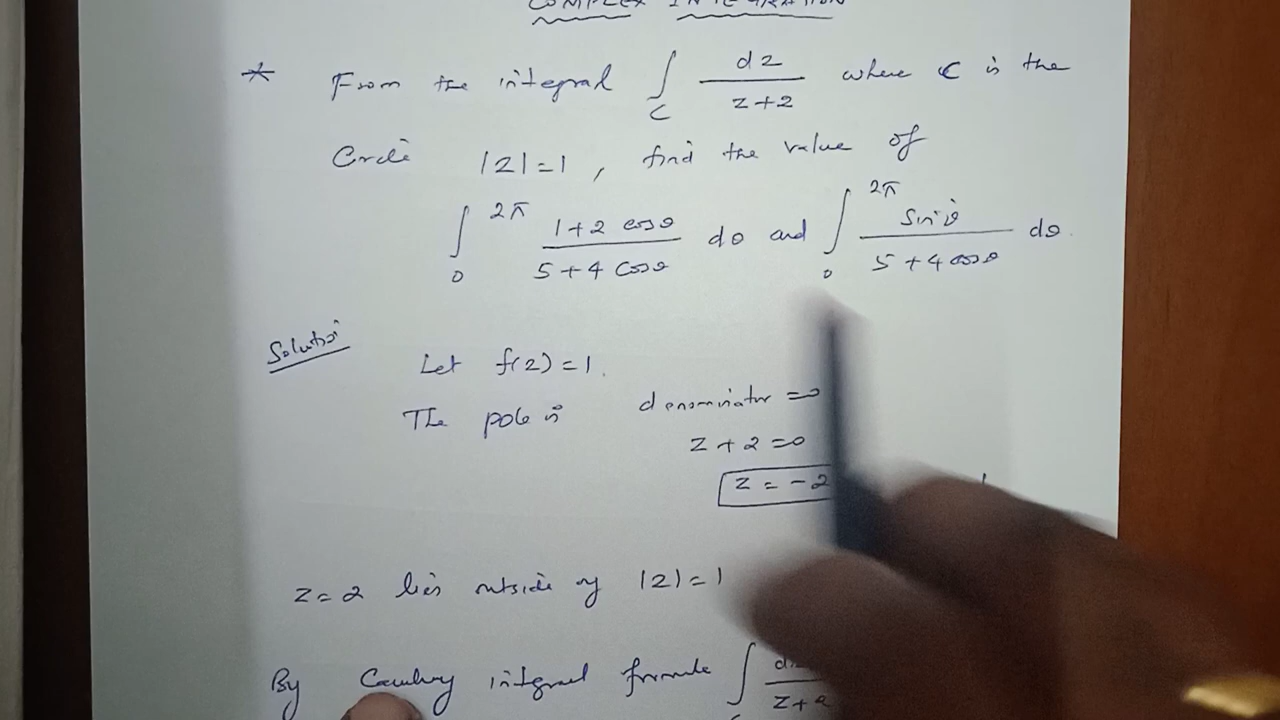 COMPLEX INTEGRATION
* From the integral ∫_C dz/(z+2) where C is the
Circle |z|=1, find the value of
∫_0^{2π} (1+2 cosθ)/(5+4 cosθ) dθ and ∫_0^{2π} sinθ/(5+4 cosθ) dθ.
Solution
Let f(z)=1.
The pole is denominator =0
z+2=0
z=-2
z=2 lies outside of |z|=1
By Cauchy integral formula ∫